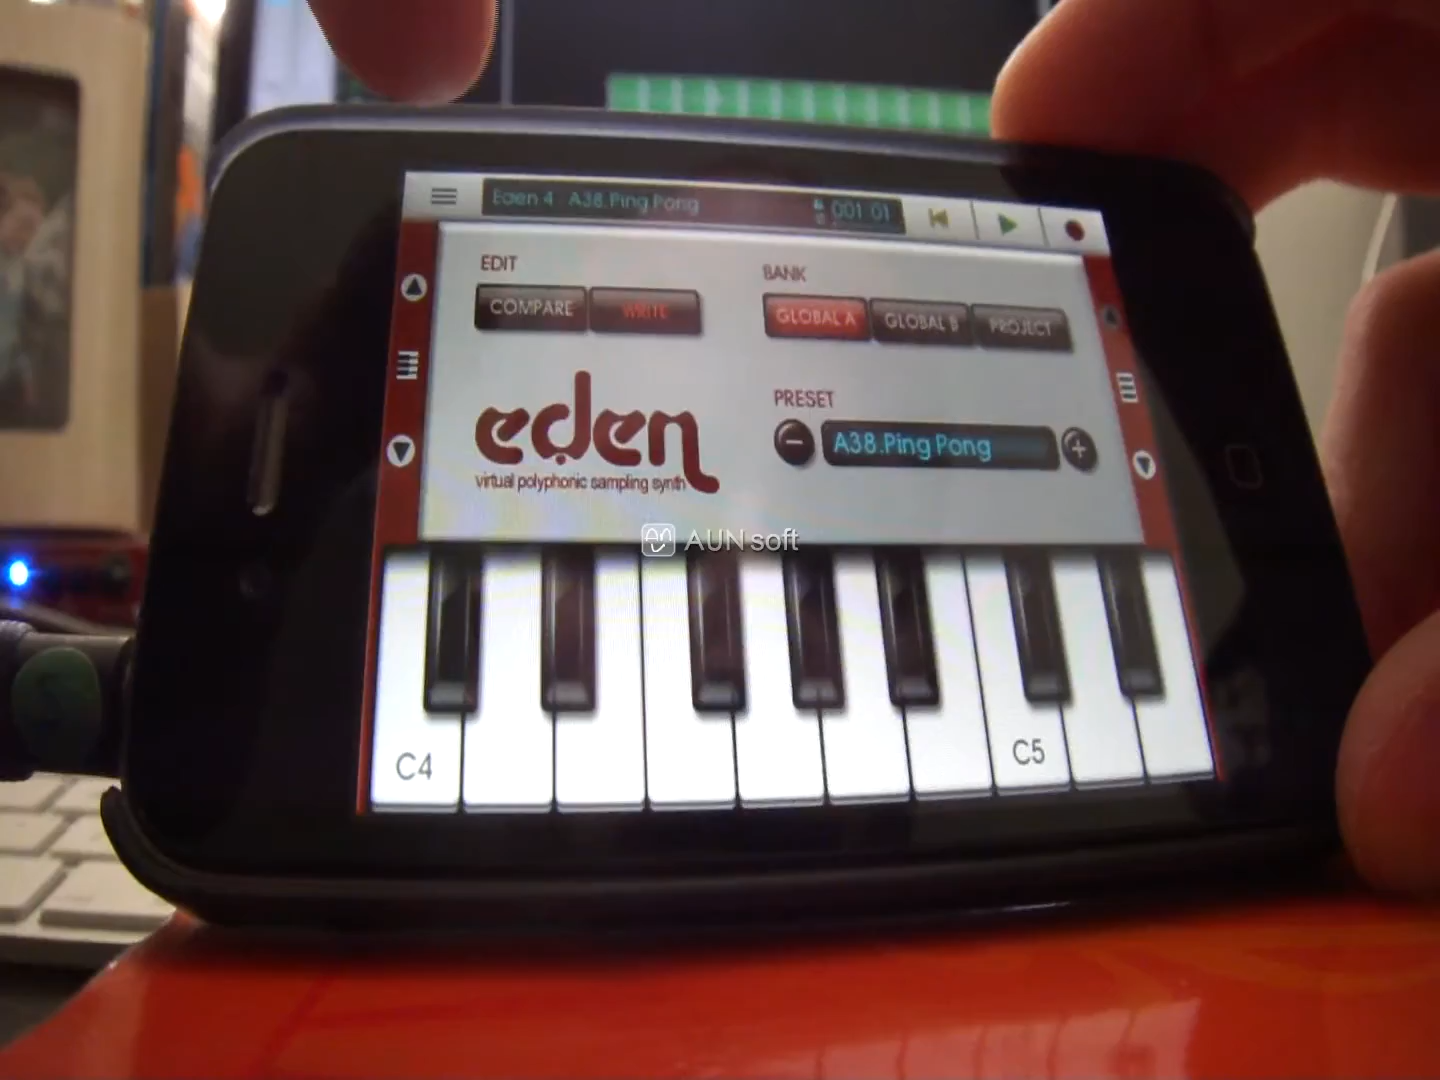 Eden 4 A38.Ping Pong 001 01
EDIT
BANK
COMPARE WRITE
GLOBAL A GLOBAL B PROJECT
PRESET
eden
A38.Ping Pong
virtual polyphonic sampling synth
AUN soft
C4
C5